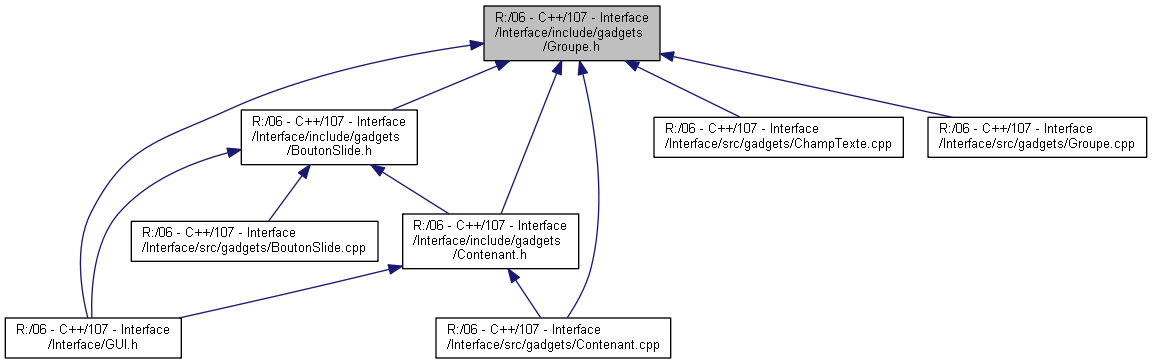 R:/06 - C++/107 - Interface
/Interface/include/gadgets
/Groupe.h
R:/06 - C++/107 - Interface
/Interface/include/gadgets
/BoutonSlide.h
R:/06 - C++/107 - Interface
/Interface/src/gadgets/ChampTexte.cpp
R:/06 - C++/107 - Interface
/Interface/src/gadgets/Groupe.cpp
R:/06 - C++/107 - Interface
/Interface/src/gadgets/BoutonSlide.cpp
R:/06 - C++/107 - Interface
/Interface/include/gadgets
/Contenant.h
R:/06 - C++/107 - Interface
/Interface/GUI.h
R:/06 - C++/107 - Interface
/Interface/src/gadgets/Contenant.cpp